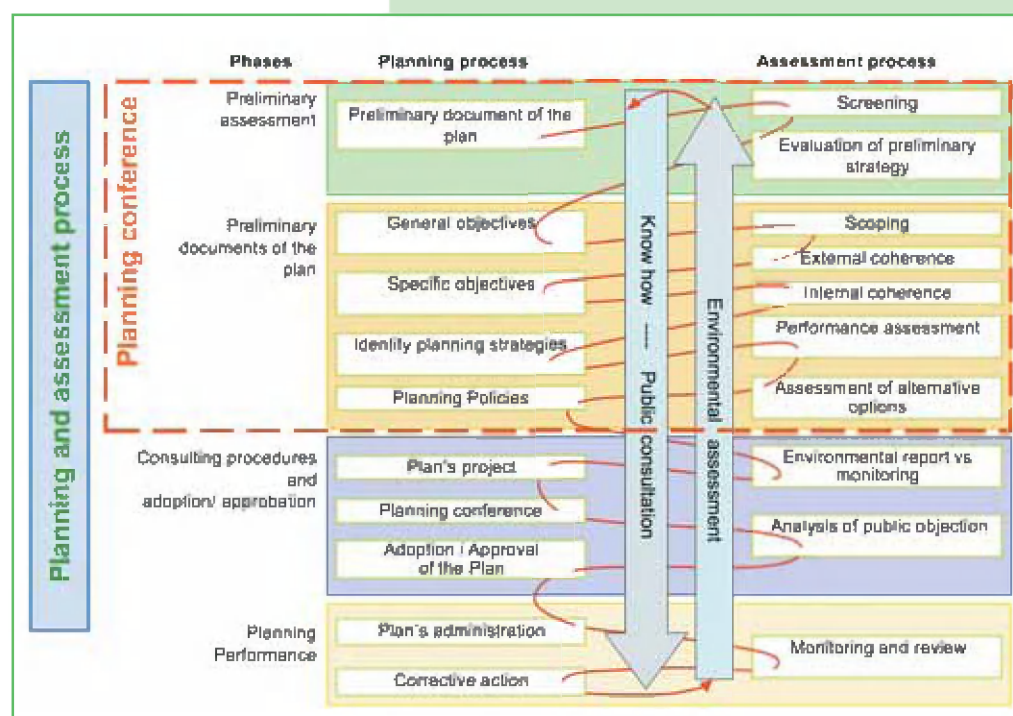 Phases
Planning process
Assessment process
Planning and assessment process
Planning conference
Preliminary
assessment
Preliminary document of the
plan
Screening
Evaluation of preliminary
strategy
Preliminary
documents of the
plan
General objectives
Specific objectives
Identify planning strategies
Planning Policies
Scoping
External coherence
Internal coherence
Performance assessment
Assessment of alternative
options
Know how ---- Public consultation
Environmental assessment
Consulting procedures
and
adoption/ approbation
Plan's project
Planning conference
Adoption / Approval
of the Plan
Environmental report vs
monitoring
Analysis of public objection
Planning
Performance
Plan's administration
Corrective action
Monitoring and review